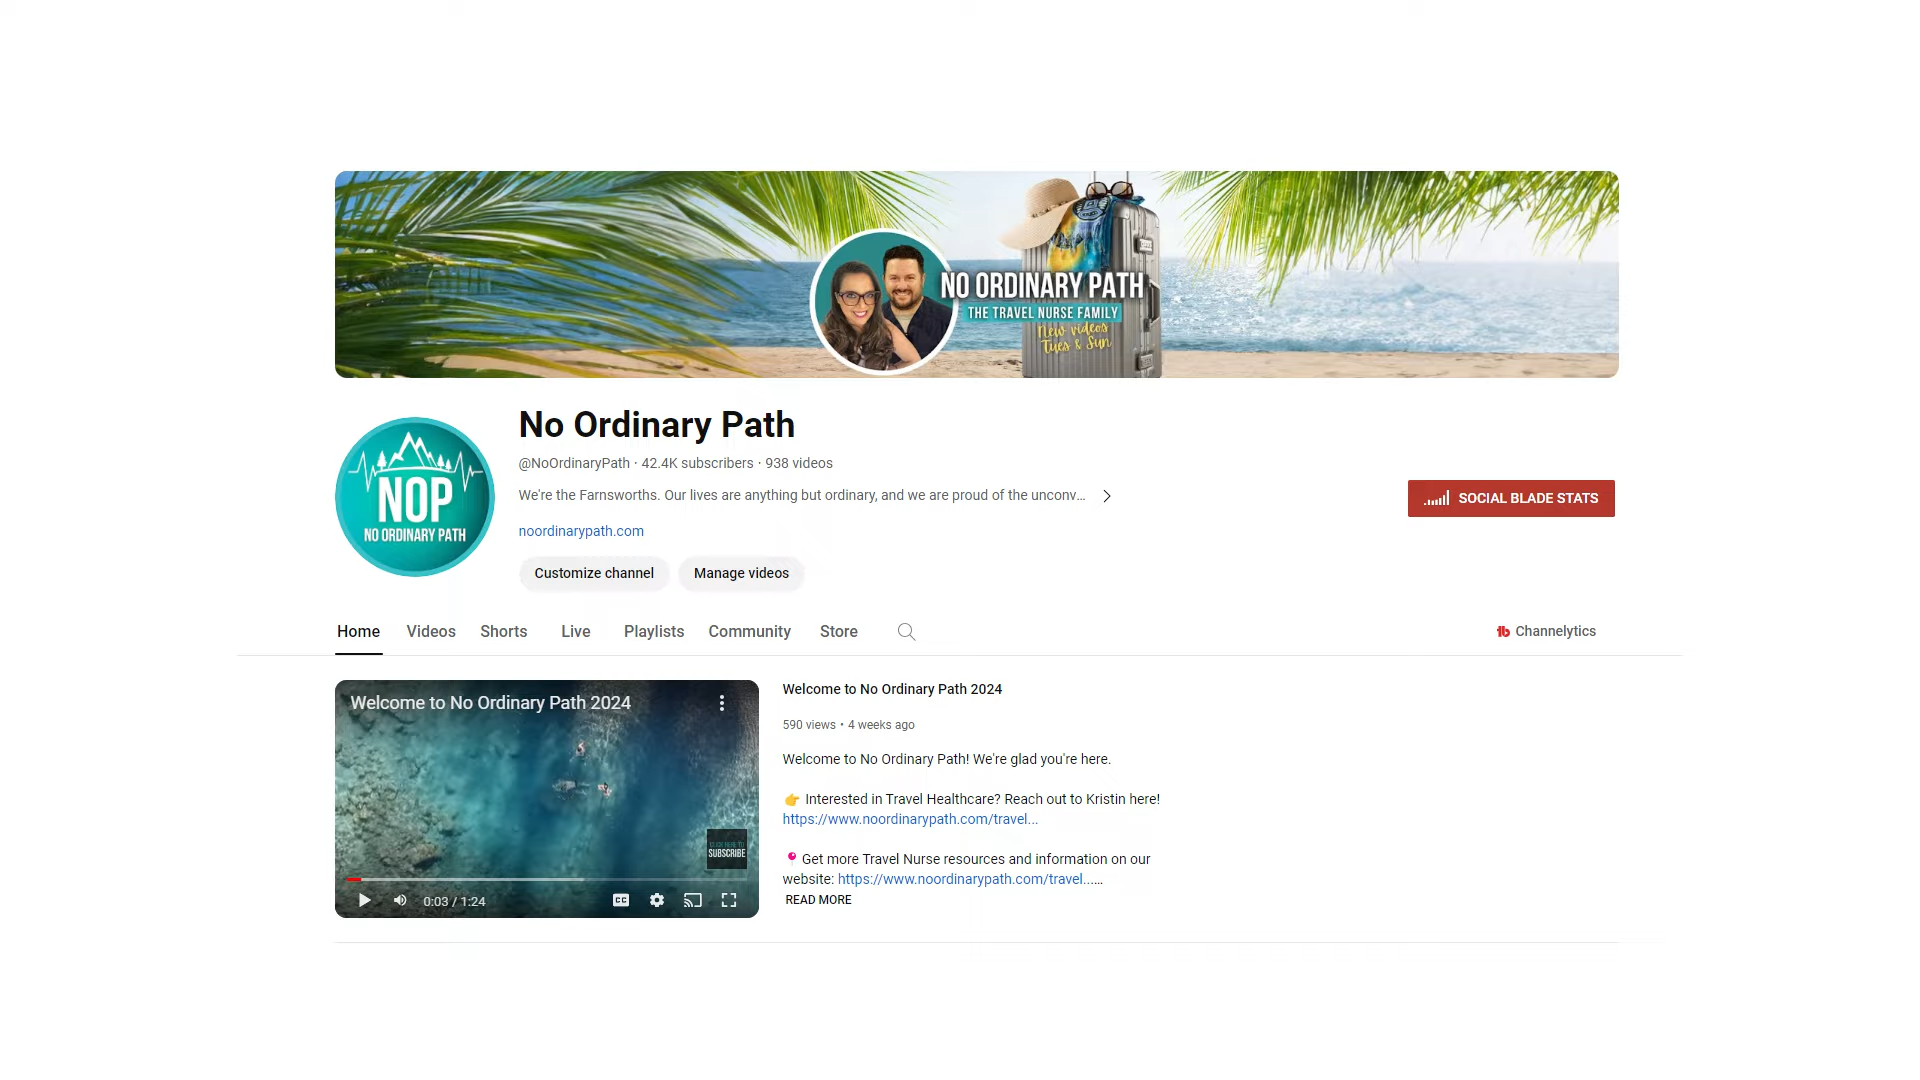 NO ORDINARY PATH
THE TRAVEL NURSE FAMILY
New videos
Tues & Sun
NOP
NO ORDINARY PATH
No Ordinary Path
@NoOrdinaryPath · 42.4K subscribers · 938 videos
We're the Farnsworths. Our lives are anything but ordinary, and we are proud of the unconv...
noordinarypath.com
Customize channel
Manage videos
SOCIAL BLADE STATS
Home
Videos
Shorts
Live
Playlists
Community
Store
Channelytics
Welcome to No Ordinary Path 2024
CLICK HERE TO
SUBSCRIBE
CC
0:03 / 1:24
Welcome to No Ordinary Path 2024
590 views • 4 weeks ago
Welcome to No Ordinary Path! We're glad you're here.
👉 Interested in Travel Healthcare? Reach out to Kristin here!
https://www.noordinarypath.com/travel...
📍 Get more Travel Nurse resources and information on our
website: https://www.noordinarypath.com/travel......
READ MORE